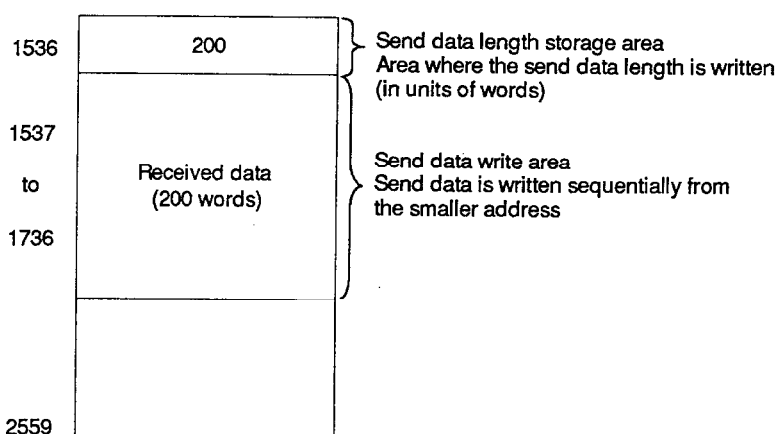 1536
200
Send data length storage area
Area where the send data length is written
(in units of words)
1537
to
1736
Received data
(200 words)
Send data write area
Send data is written sequentially from
the smaller address
2559